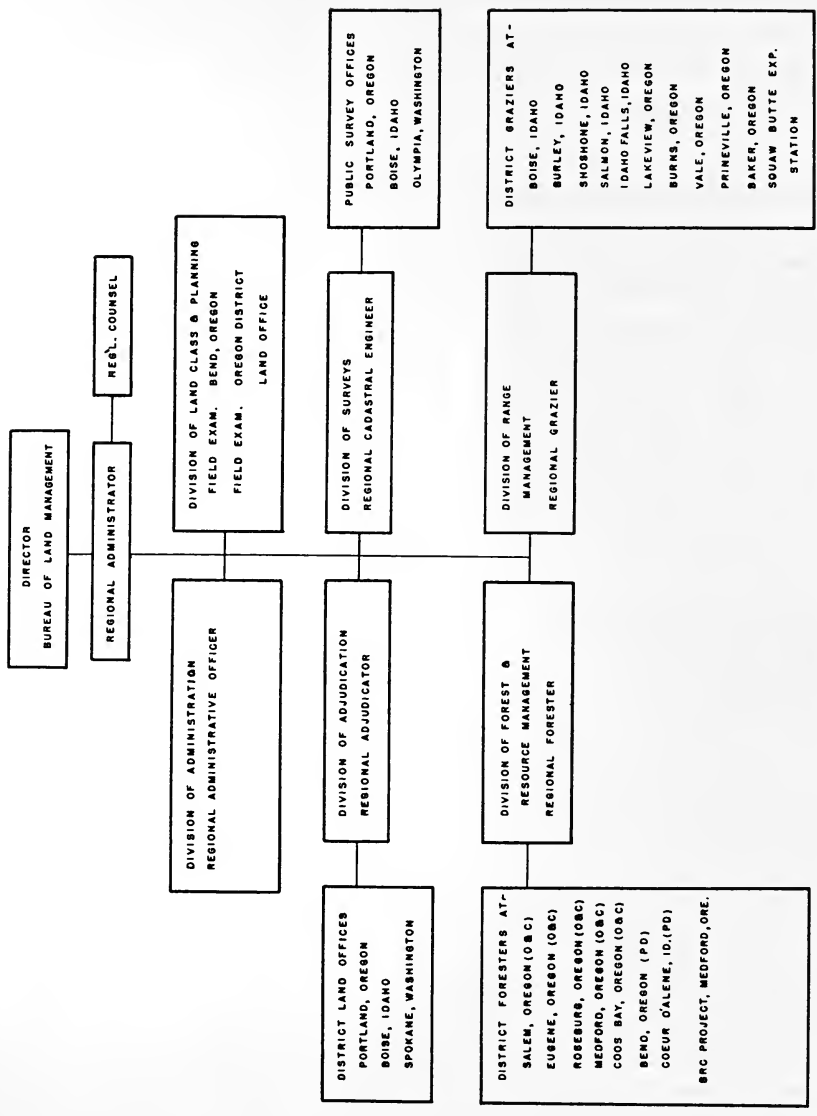 DIRECTOR
BUREAU OF LAND MANAGEMENT
REGIONAL ADMINISTRATOR
REG'L. COUNSEL
DIVISION OF ADMINISTRATION
REGIONAL ADMINISTRATIVE OFFICER
DIVISION OF LAND CLASS & PLANNING
FIELD EXAM. BEND, OREGON
FIELD EXAM. OREGON DISTRICT
LAND OFFICE
DISTRICT LAND OFFICES
PORTLAND, OREGON
BOISE, IDAHO
SPOKANE, WASHINGTON
DIVISION OF ADJUDICATION
REGIONAL ADJUDICATOR
DIVISION OF SURVEYS
REGIONAL CADASTRAL ENGINEER
PUBLIC SURVEY OFFICES
PORTLAND, OREGON
BOISE, IDAHO
OLYMPIA, WASHINGTON
DISTRICT FORESTERS AT-
SALEM, OREGON (O&C)
EUGENE, OREGON (O&C)
ROSEBURG, OREGON (O&C)
MEDFORD, OREGON (O&C)
COOS BAY, OREGON (O&C)
BEND, OREGON (PD)
COEUR D'ALENE, ID. (PD)
BRC PROJECT, MEDFORD, ORE.
DIVISION OF FOREST &
RESOURCE MANAGEMENT
REGIONAL FORESTER
DIVISION OF RANGE
MANAGEMENT
REGIONAL GRAZIER
DISTRICT GRAZIERS AT-
BOISE, IDAHO
BURLEY, IDAHO
SHOSHONE, IDAHO
SALMON, IDAHO
IDAHO FALLS, IDAHO
LAKEVIEW, OREGON
BURNS, OREGON
VALE, OREGON
PRINEVILLE, OREGON
BAKER, OREGON
SQUAW BUTTE EXP.
STATION